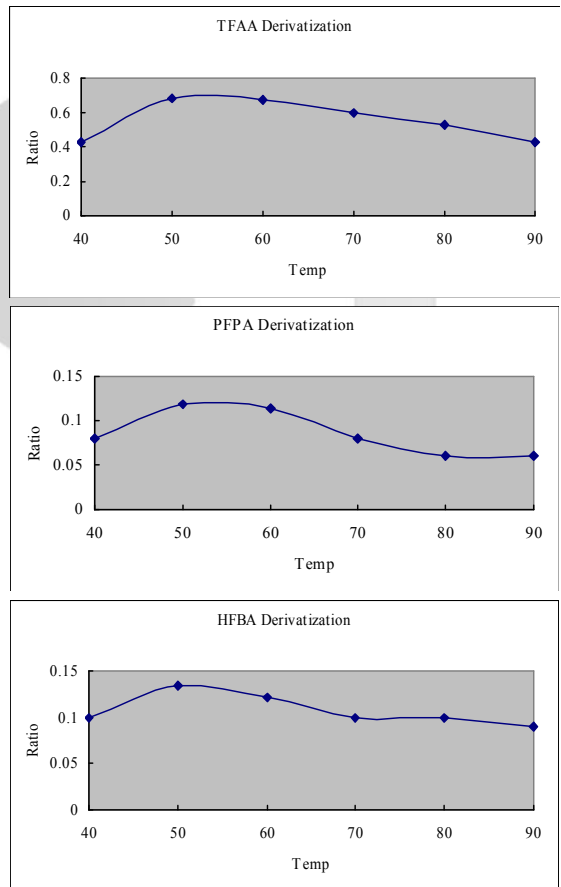 TFAA Derivatization
0.8
0.6
0.4
0.2
0
Ratio
40 50 60 70 80 90
Temp
PFPA Derivatization
0.15
0.1
0.05
0
Ratio
40 50 60 70 80 90
Temp
HFBA Derivatization
0.15
0.1
0.05
0
Ratio
40 50 60 70 80 90
Temp